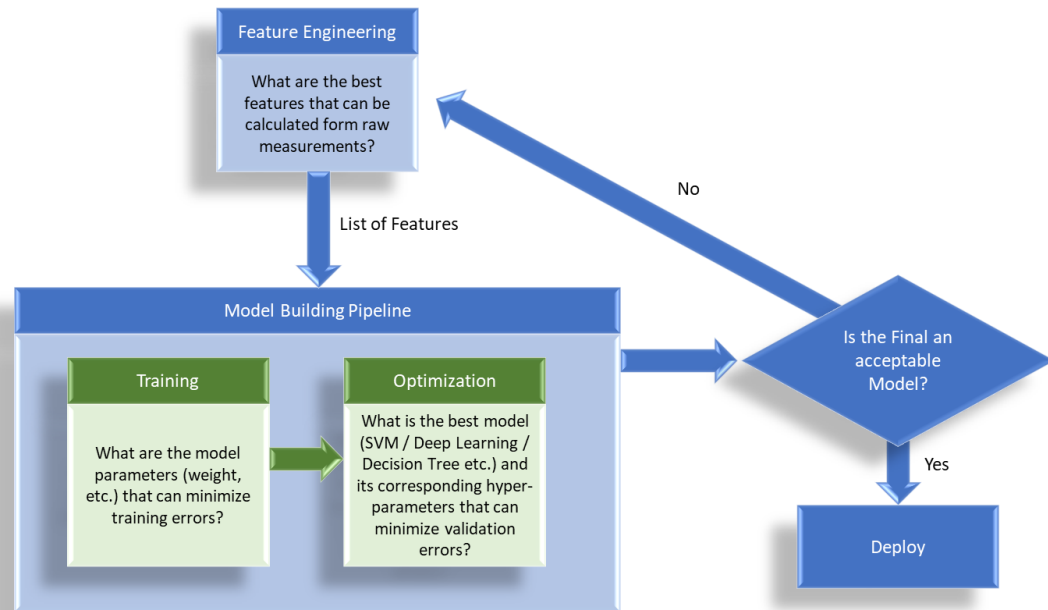 Feature Engineering
What are the best
features that can be
calculated form raw
measurements?
No
List of Features
Model Building Pipeline
Is the Final an
acceptable
Model?
Training
Optimization
What are the model
parameters (weight,
etc.) that can minimize
training errors?
What is the best model
(SVM / Deep Learning /
Decision Tree etc.) and
its corresponding hyper-
parameters that can
minimize validation
errors?
Yes
Deploy